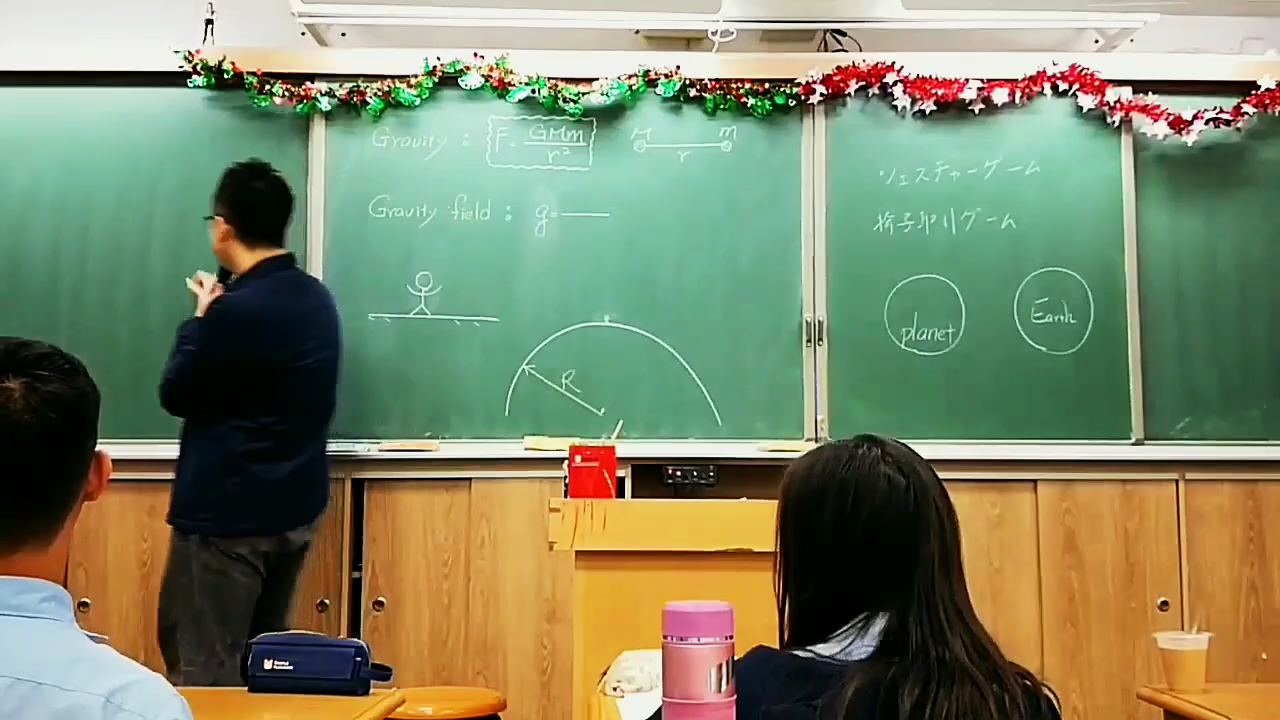 Gravity : F = GMm / r²
M m
r
Gravity field : g =
R
ジェスチャーゲーム
椅子取りゲーム
planet
Earth